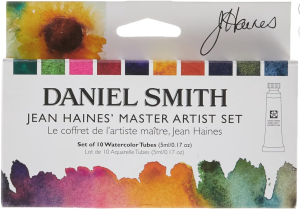 JHaines
DANIEL SMITH
JEAN HAINES' MASTER ARTIST SET
Le coffret de l'artiste maître, Jean Haines
Set of 10 Watercolor Tubes (5ml/0.17 oz)
Lot de 10 Aquarelle Tubes (5ml/0.17 oz)